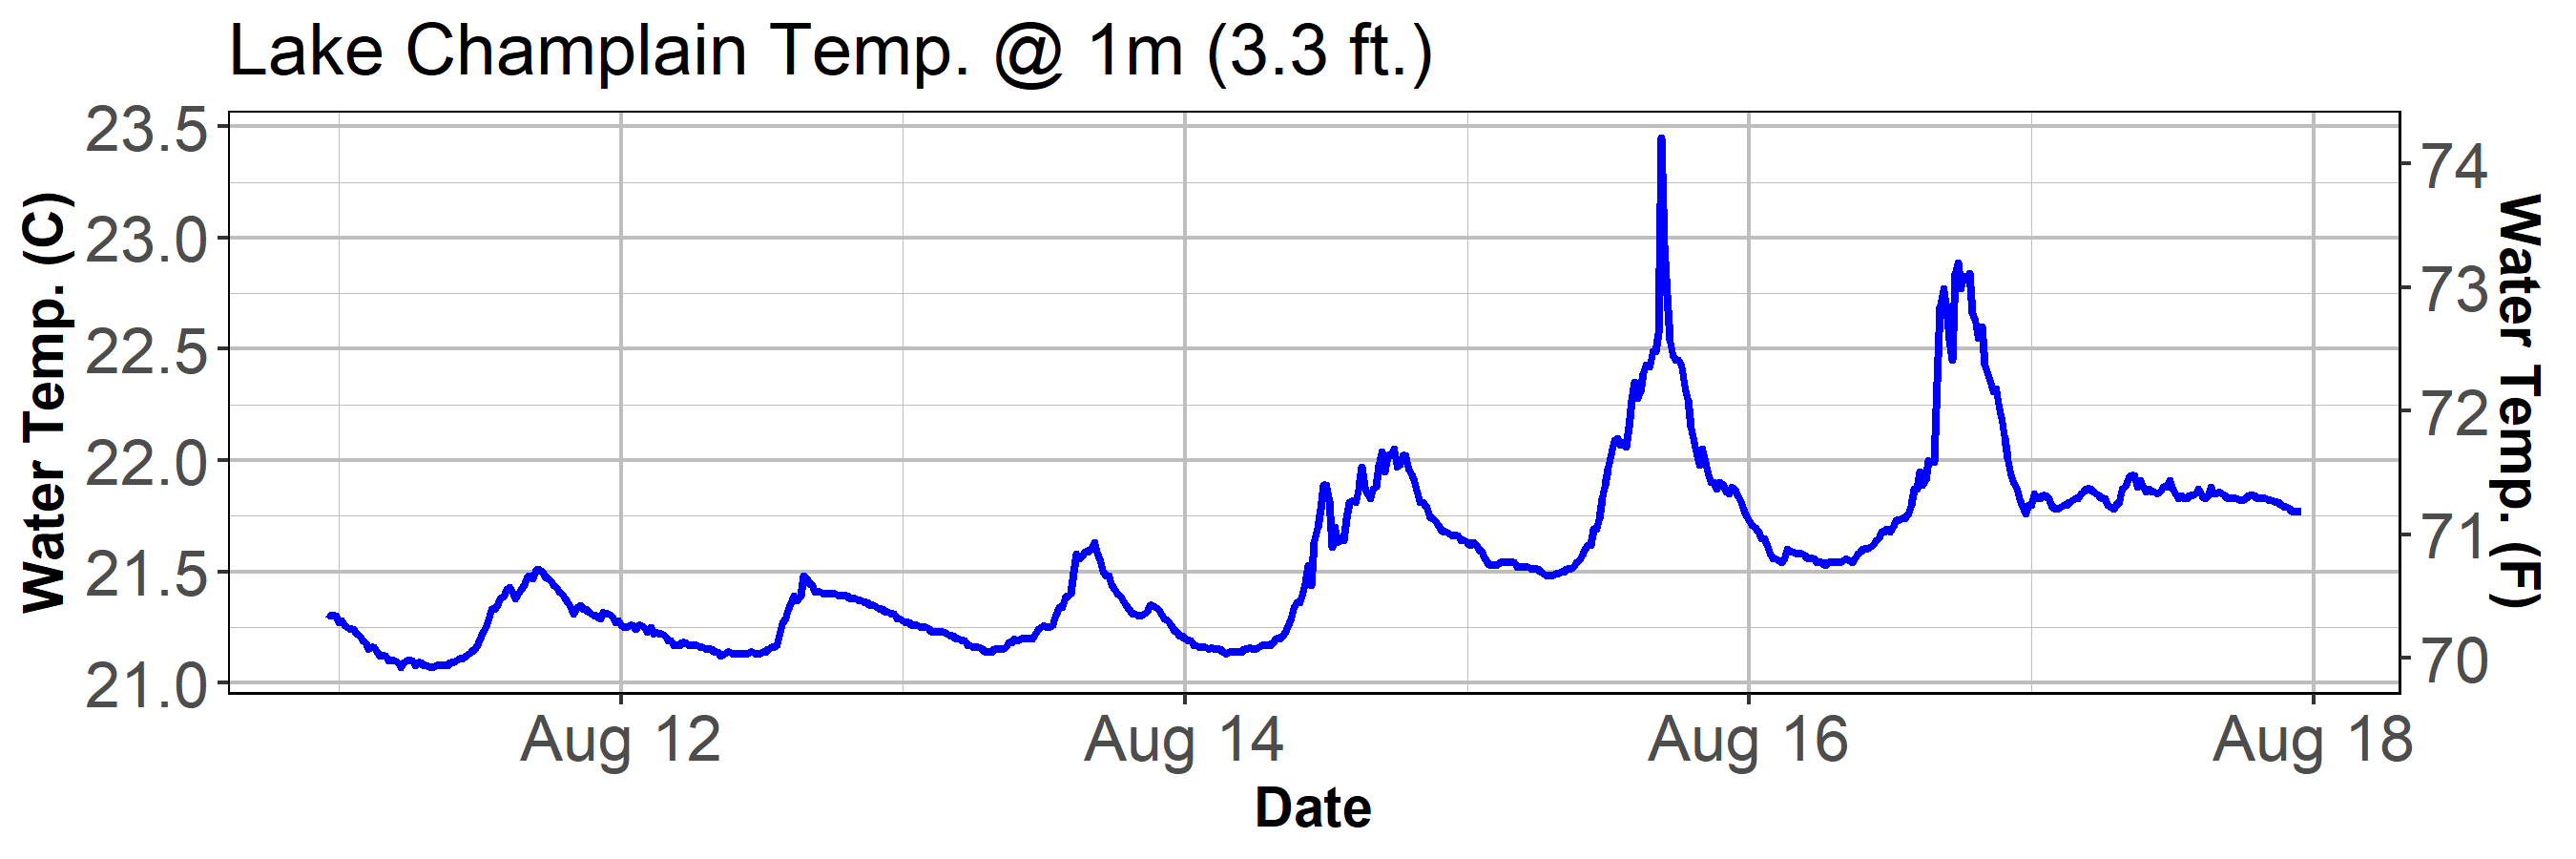 Lake Champlain Temp. @ 1m (3.3 ft.)
Water Temp. (C)
23.5
23.0
22.5
22.0
21.5
21.0
74
73
72
71
70
Water Temp. (F)
Aug 12
Aug 14
Aug 16
Aug 18
Date